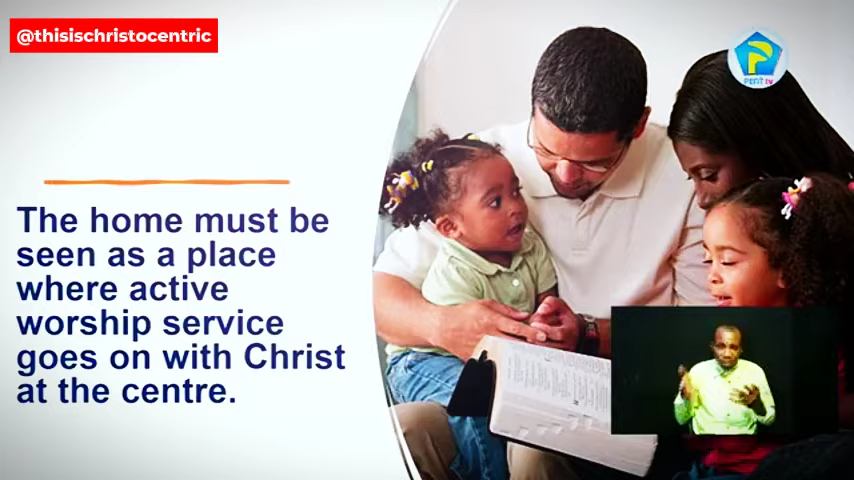 @thisischristocentric
PENT TV
The home must be
seen as a place
where active
worship service
goes on with Christ
at the centre.